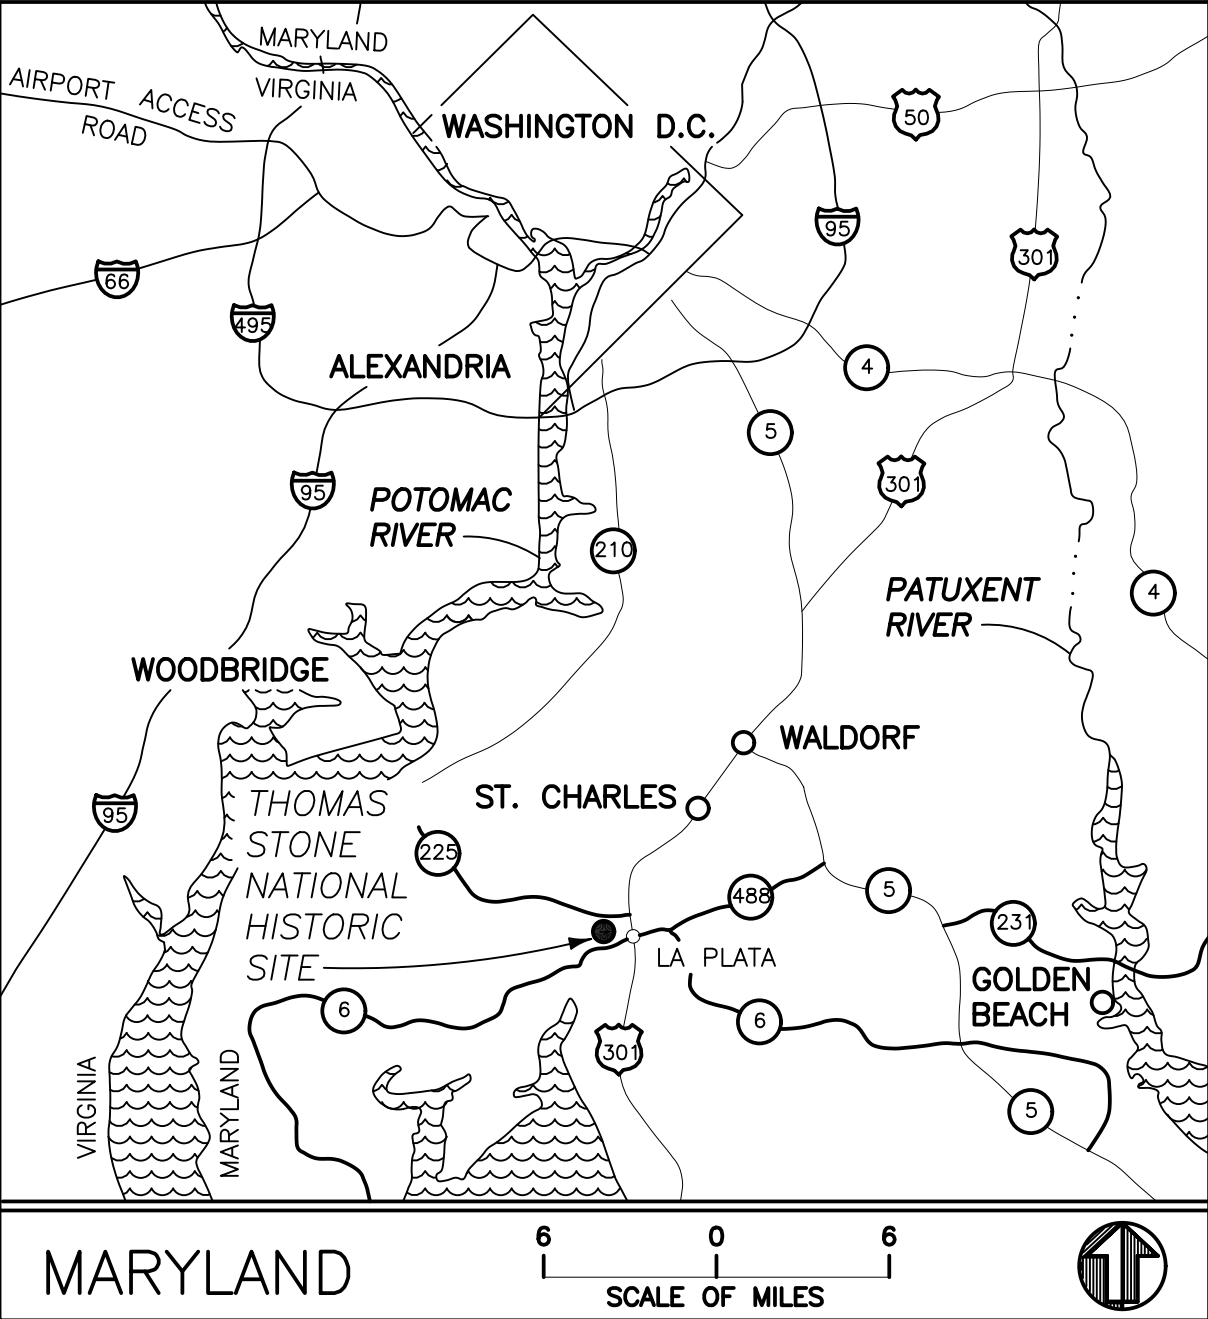 MARYLAND
VIRGINIA
AIRPORT ACCESS
ROAD
WASHINGTON D.C.
50
95
301
66
495
ALEXANDRIA
4
5
301
95
POTOMAC
RIVER
210
PATUXENT
RIVER
4
WOODBRIDGE
WALDORF
ST. CHARLES
95
THOMAS
STONE
NATIONAL
HISTORIC
SITE
225
488
5
231
LA PLATA
GOLDEN
BEACH
6
6
301
5
VIRGINIA
MARYLAND
MARYLAND
6 0 6
SCALE OF MILES